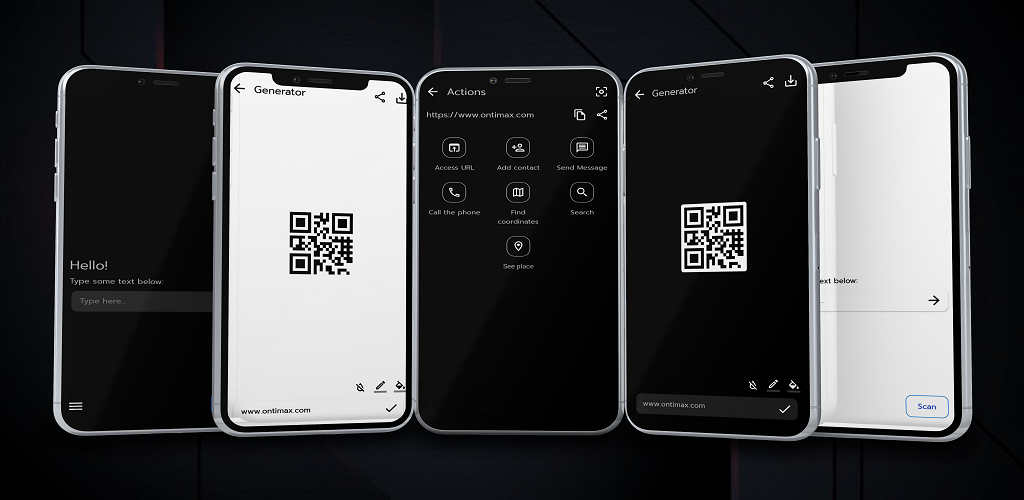 Hello!
Type some text below:
Type here...
Generator
www.ontimax.com
Actions
https://www.ontimax.com
Access URL
Add contact
Send Message
Call the phone
Find
coordinates
Search
See place
Generator
www.ontimax.com
ext below:
Scan